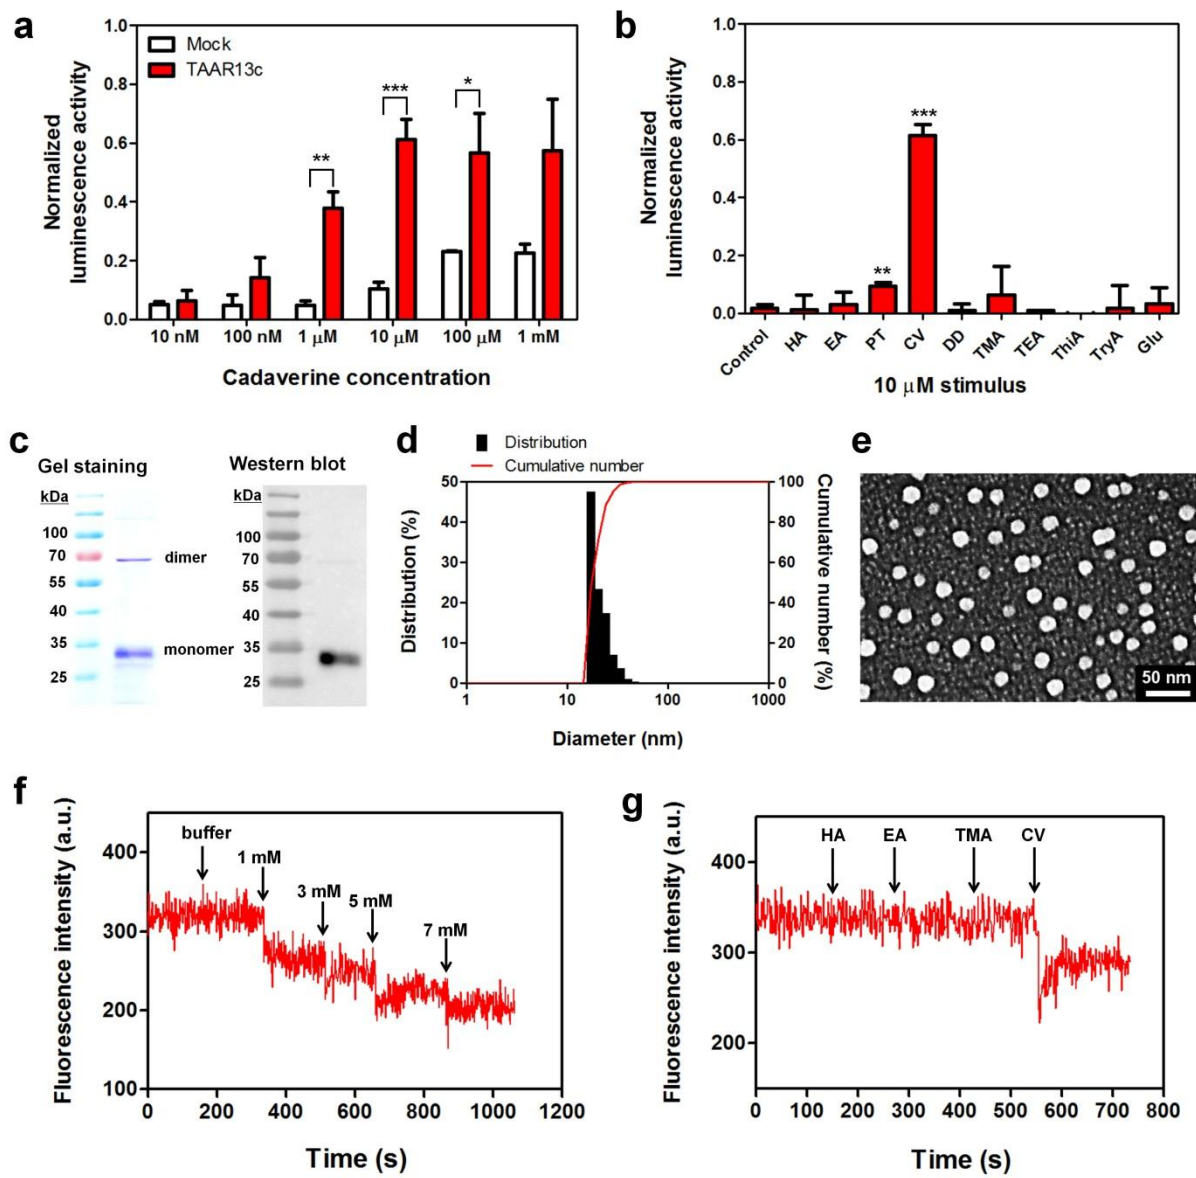 a
Normalized
luminescence activity
1.0
0.8
0.6
0.4
0.2
0.0
Mock
TAAR13c
**
***
*
10 nM 100 nM 1 μM 10 μM 100 μM 1 mM
Cadaverine concentration
b
Normalized
luminescence activity
1.0
0.8
0.6
0.4
0.2
0.0
**
***
Control HA EA PT CV DD TMA TEA ThiA TryA Glu
10 μM stimulus
c
Gel staining
kDa
100
70
55
40
35
25
dimer
monomer
Western blot
kDa
100
70
55
40
35
25
d
Distribution
Cumulative number
Distribution (%)
50
40
30
20
10
0
Cumulative number (%)
100
80
60
40
20
0
1 10 100 1000
Diameter (nm)
e
50 nm
f
Fluorescence intensity (a.u.)
400
300
200
100
buffer
1 mM
3 mM
5 mM
7 mM
0 200 400 600 800 1000 1200
Time (s)
g
Fluorescence intensity (a.u.)
400
300
200
HA EA TMA CV
0 100 200 300 400 500 600 700 800
Time (s)